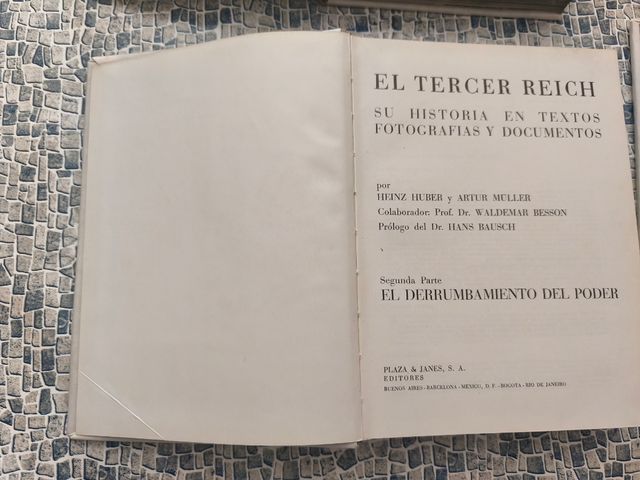 EL TERCER REICH
SU HISTORIA EN TEXTOS
FOTOGRAFIAS Y DOCUMENTOS
por
HEINZ HUBER y ARTUR MULLER
Colaborador: Prof. Dr. WALDEMAR BESSON
Prólogo del Dr. HANS BAUSCH
Segunda Parte
EL DERRUMBAMIENTO DEL PODER
PLAZA & JANES, S. A.
EDITORES
BUENOS AIRES - BARCELONA - MEXICO, D. F. - BOGOTA - RIO DE JANEIRO